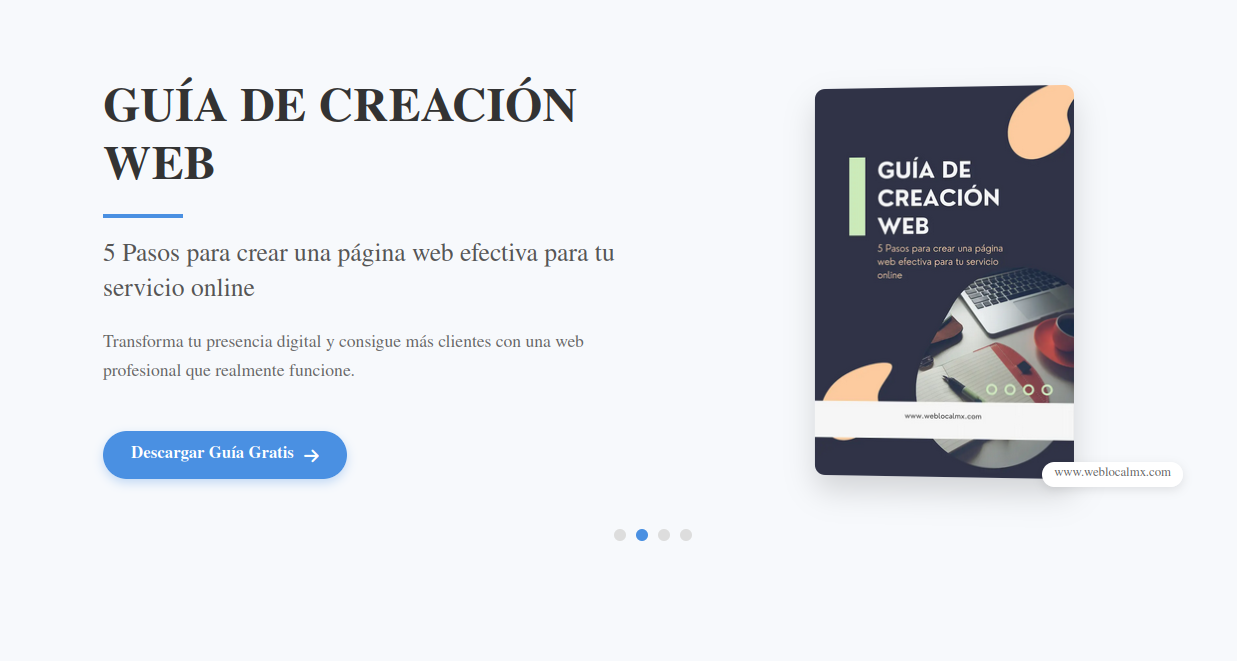 GUÍA DE CREACIÓN
WEB
5 Pasos para crear una página web efectiva para tu
servicio online
Transforma tu presencia digital y consigue más clientes con una web
profesional que realmente funcione.
Descargar Guía Gratis
GUÍA DE
CREACIÓN
WEB
5 Pasos para crear una página
web efectiva para tu servicio
online
www.weblocalmx.com
www.weblocalmx.com